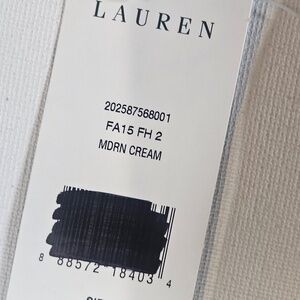 LAUREN
202587568001
FA15 FH 2
MDRN CREAM
8 88572 18403 4